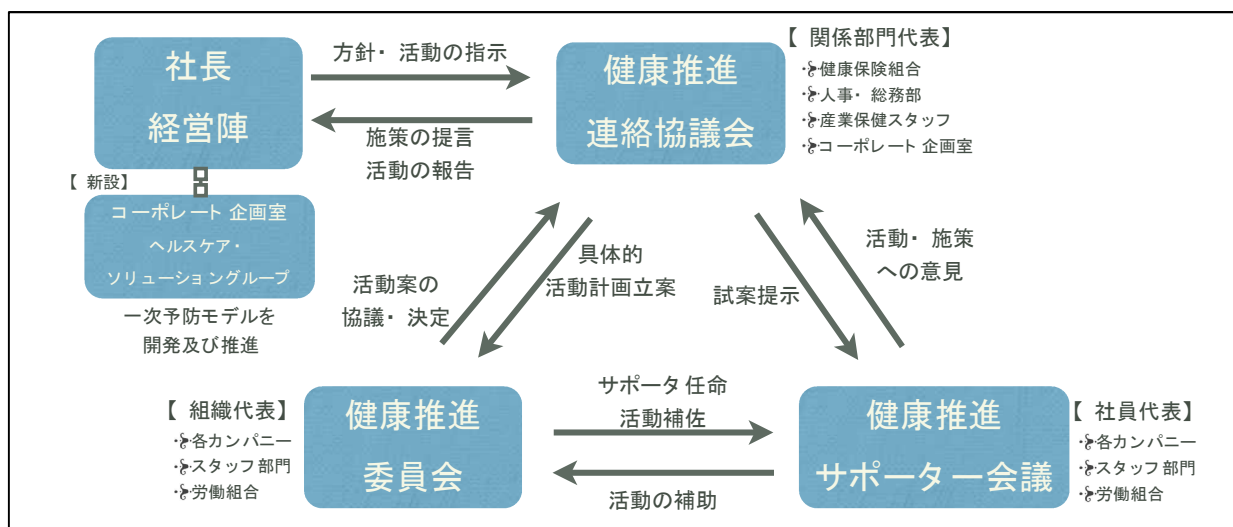 社長
経営陣
方針・活動の指示
施策の提言
活動の報告
健康推進
連絡協議会
【関係部門代表】
健康保険組合
人事・総務部
産業保健スタッフ
コーポレート企画室
【新設】
コーポレート企画室
ヘルスケア・
ソリューショングループ
一次予防モデルを
開発及び推進
活動案の
協議・決定
具体的
活動計画立案
試案提示
活動・施策
への意見
【組織代表】
各カンパニー
スタッフ部門
労働組合
健康推進
委員会
サポータ任命
活動補佐
活動の補助
健康推進
サポーター会議
【社員代表】
各カンパニー
スタッフ部門
労働組合